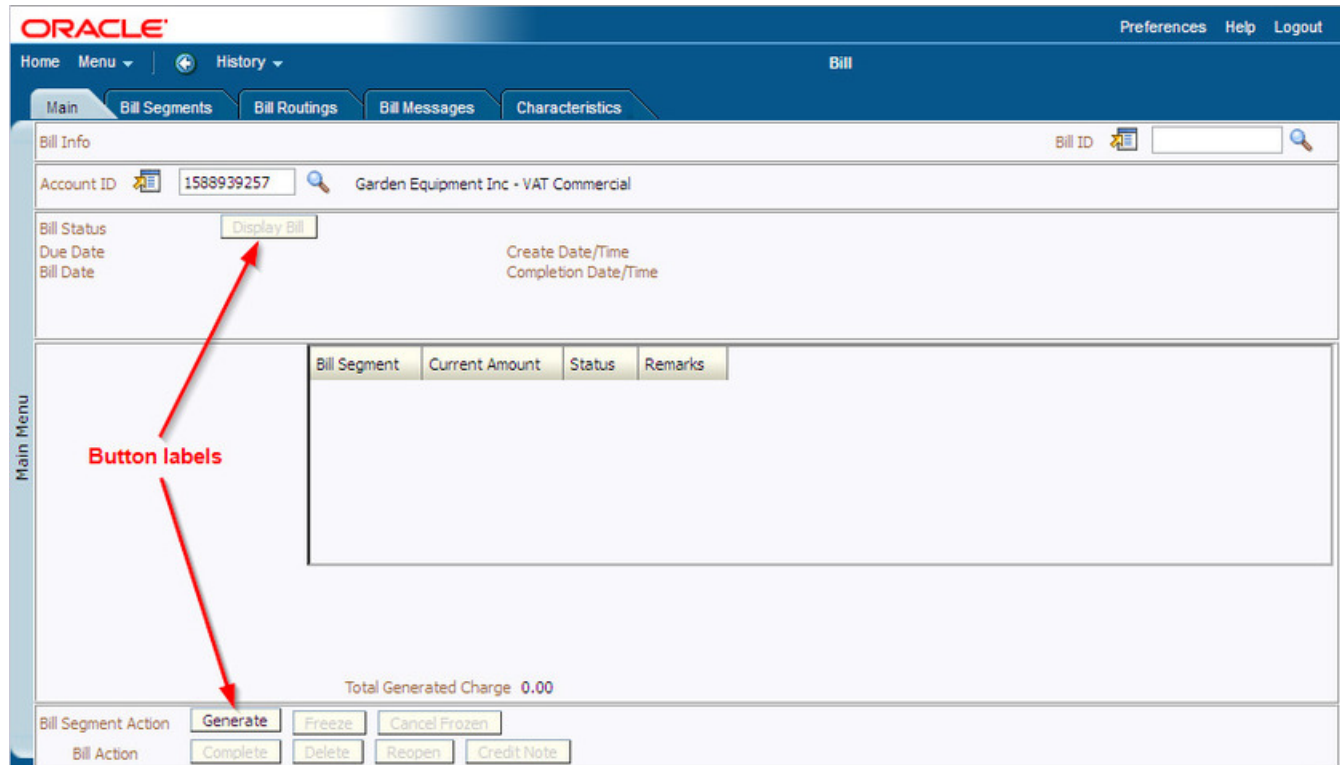 ORACLE
Preferences Help Logout
Home Menu History Bill
Main Bill Segments Bill Routings Bill Messages Characteristics
Bill Info Bill ID
Account ID 1588939257 Garden Equipment Inc - VAT Commercial
Bill Status Display Bill
Due Date Create Date/Time
Bill Date Completion Date/Time
Bill Segment Current Amount Status Remarks
Main Menu
Button labels
Total Generated Charge 0.00
Bill Segment Action Generate Freeze Cancel Frozen
Bill Action Complete Delete Reopen Credit Note